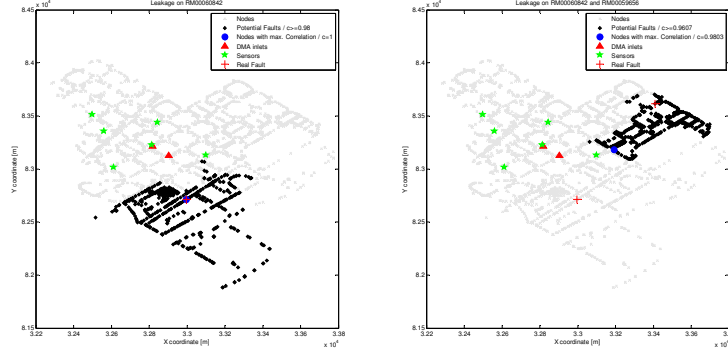 Leakage on RM00060842
x 10⁴
8.45
8.4
8.35
8.3
8.25
8.2
8.15
Y coordinate [m]
Nodes
Potential Faults / c>=0.98
Nodes with max. Correlation / c=1
DMA inlets
Sensors
Real Fault
3.22 3.24 3.26 3.28 3.3 3.32 3.34 3.36 3.38
X coordinate [m]
x 10⁴
Leakage on RM00060842 and RM00059656
x 10⁴
8.45
8.4
8.35
8.3
8.25
8.2
8.15
Y coordinate [m]
Nodes
Potential Faults / c>=0.9607
Nodes with max. Correlation / c=0.9803
DMA inlets
Sensors
Real Fault
3.22 3.24 3.26 3.28 3.3 3.32 3.34 3.36 3.38
X coordinate [m]
x 10⁴